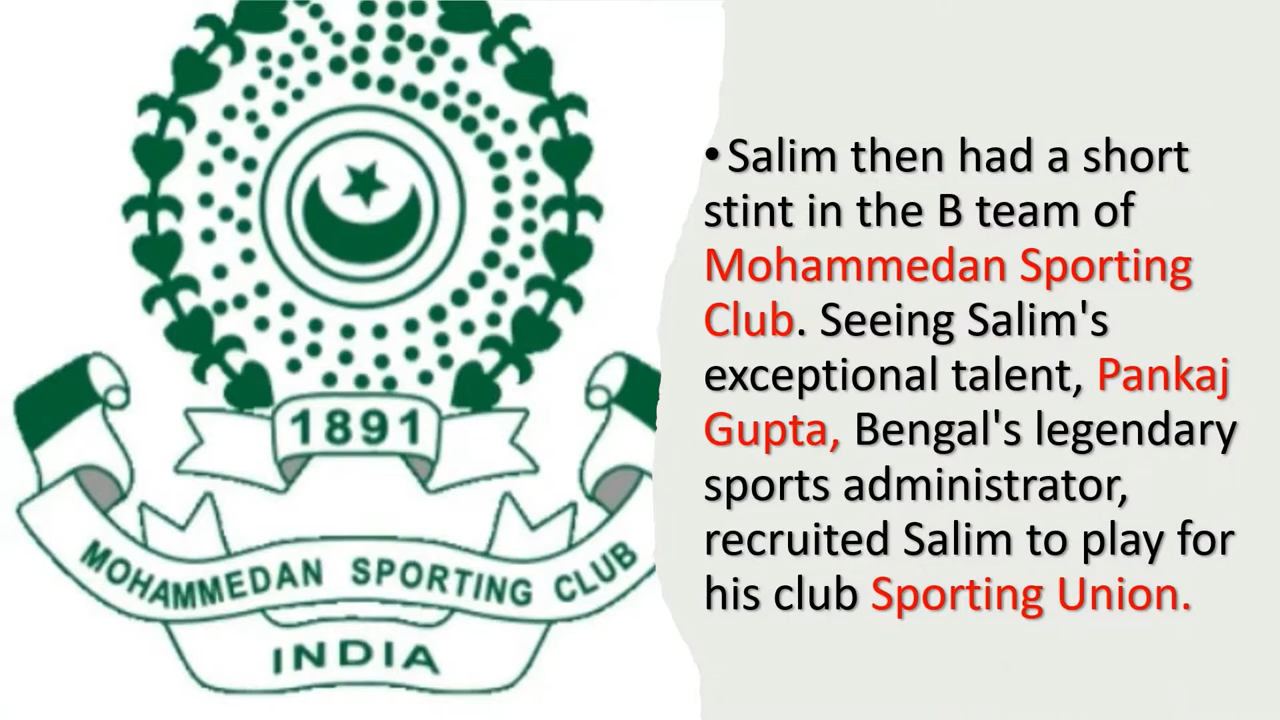 1891
MOHAMMEDAN SPORTING CLUB
INDIA
•Salim then had a short
stint in the B team of
Mohammedan Sporting
Club. Seeing Salim's
exceptional talent, Pankaj
Gupta, Bengal's legendary
sports administrator,
recruited Salim to play for
his club Sporting Union.